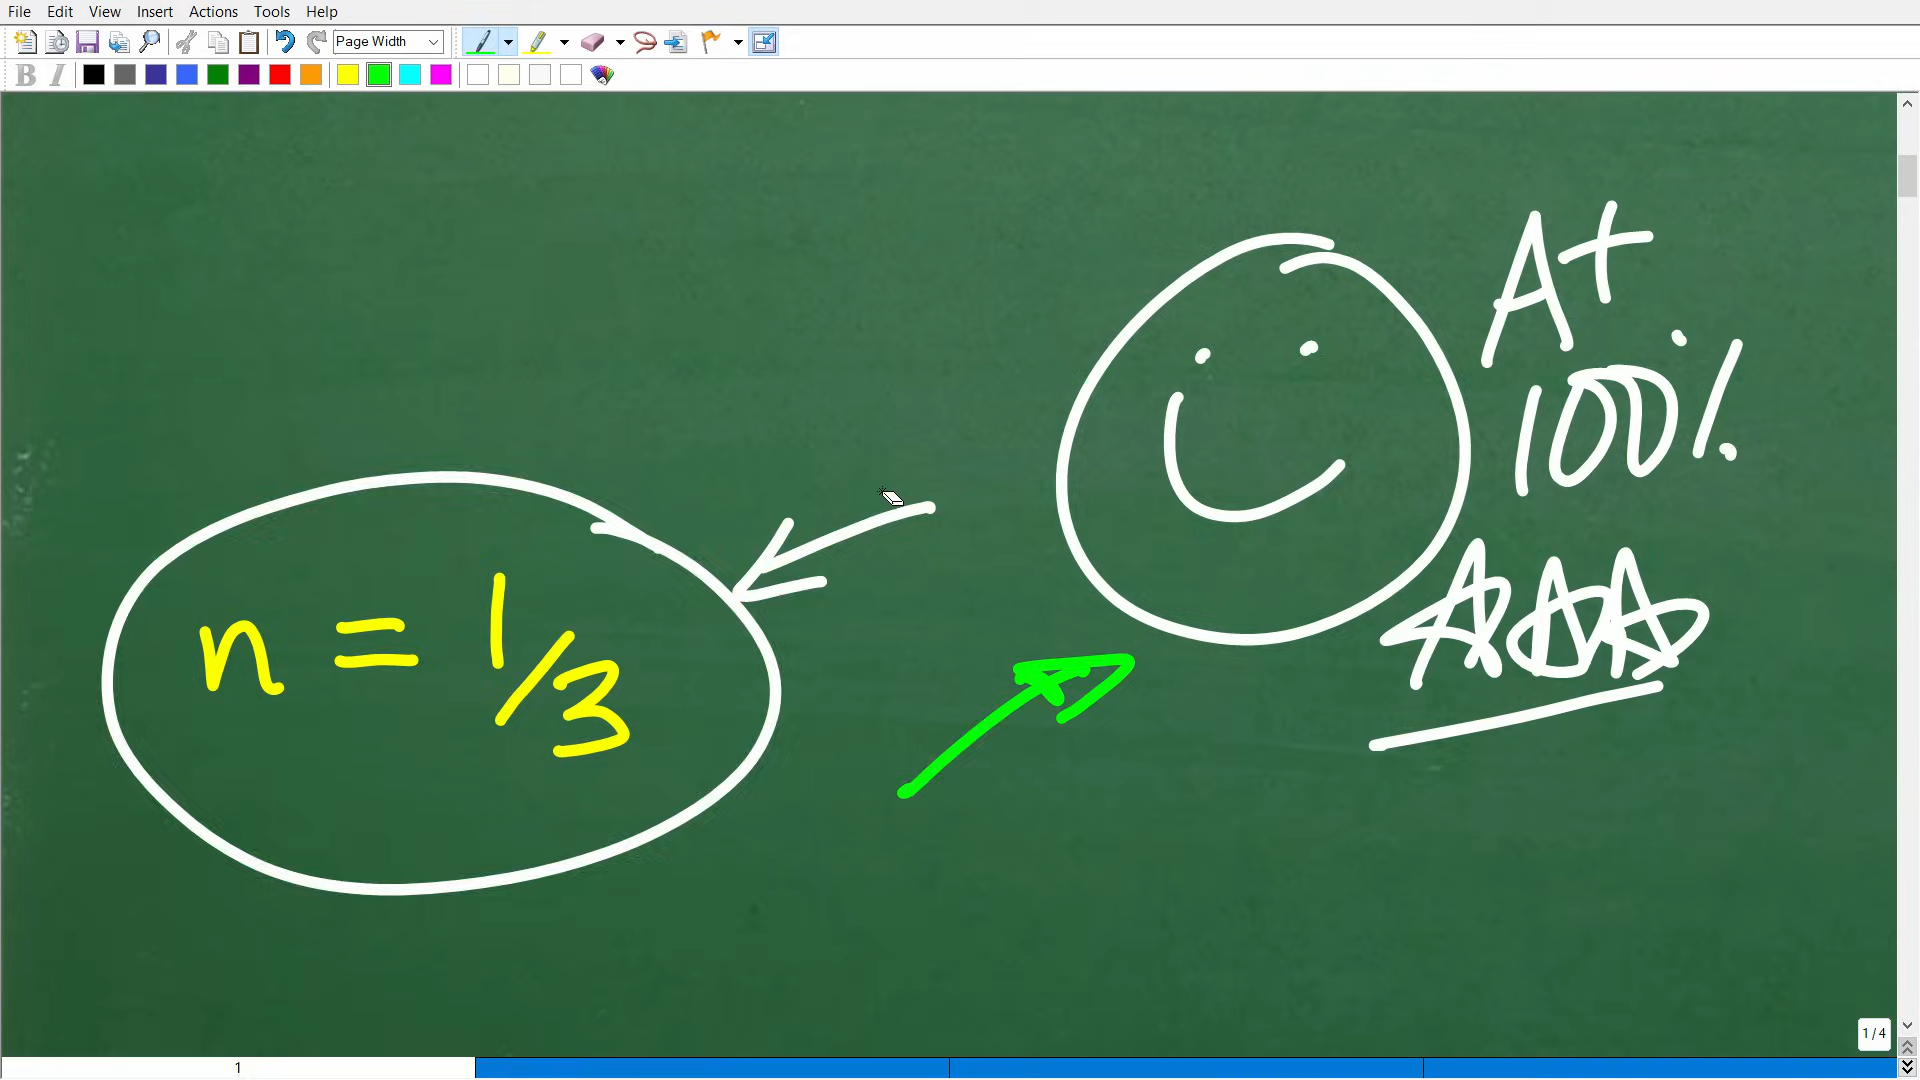 File Edit View Insert Actions Tools Help
Page Width
B I
A+
100%
n = 1/3
1 / 4
1